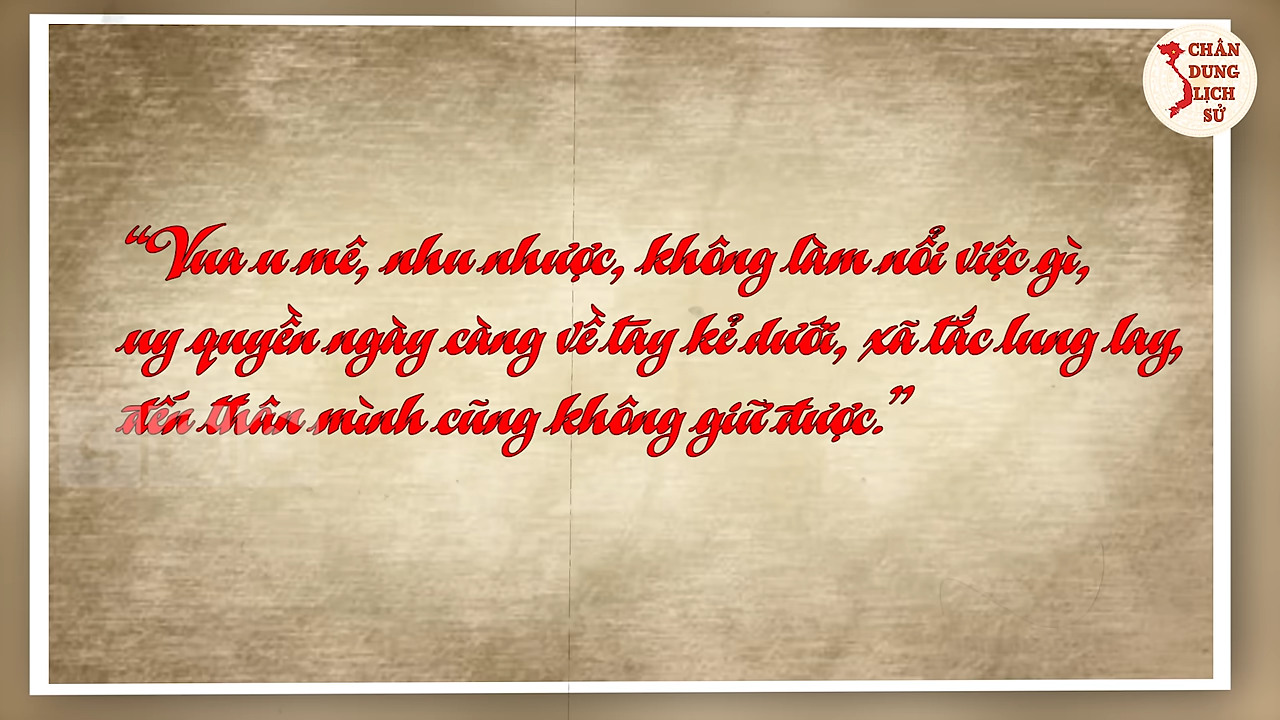 CHÂN
DUNG
LỊCH
SỬ
“Vua u mê, nhu nhược, không làm nổi việc gì,
uy quyền ngày càng về tay kẻ dưới, xã tắc lung lay,
đến thân mình cũng không giữ được.”